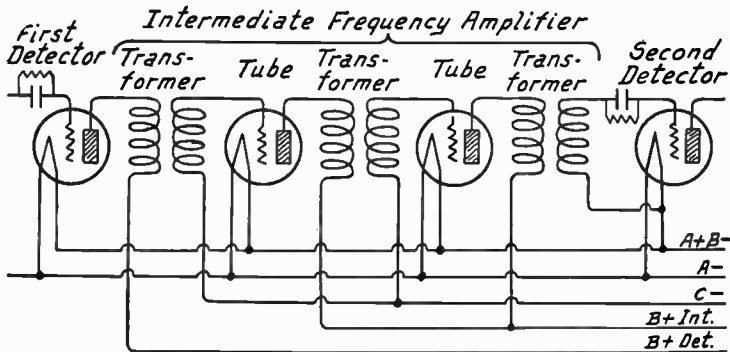 Intermediate Frequency Amplifier
First
Detector
Trans-
former
Tube
Trans-
former
Tube
Trans-
former
Second
Detector
A+B-
A-
C-
B+Int.
B+Det.